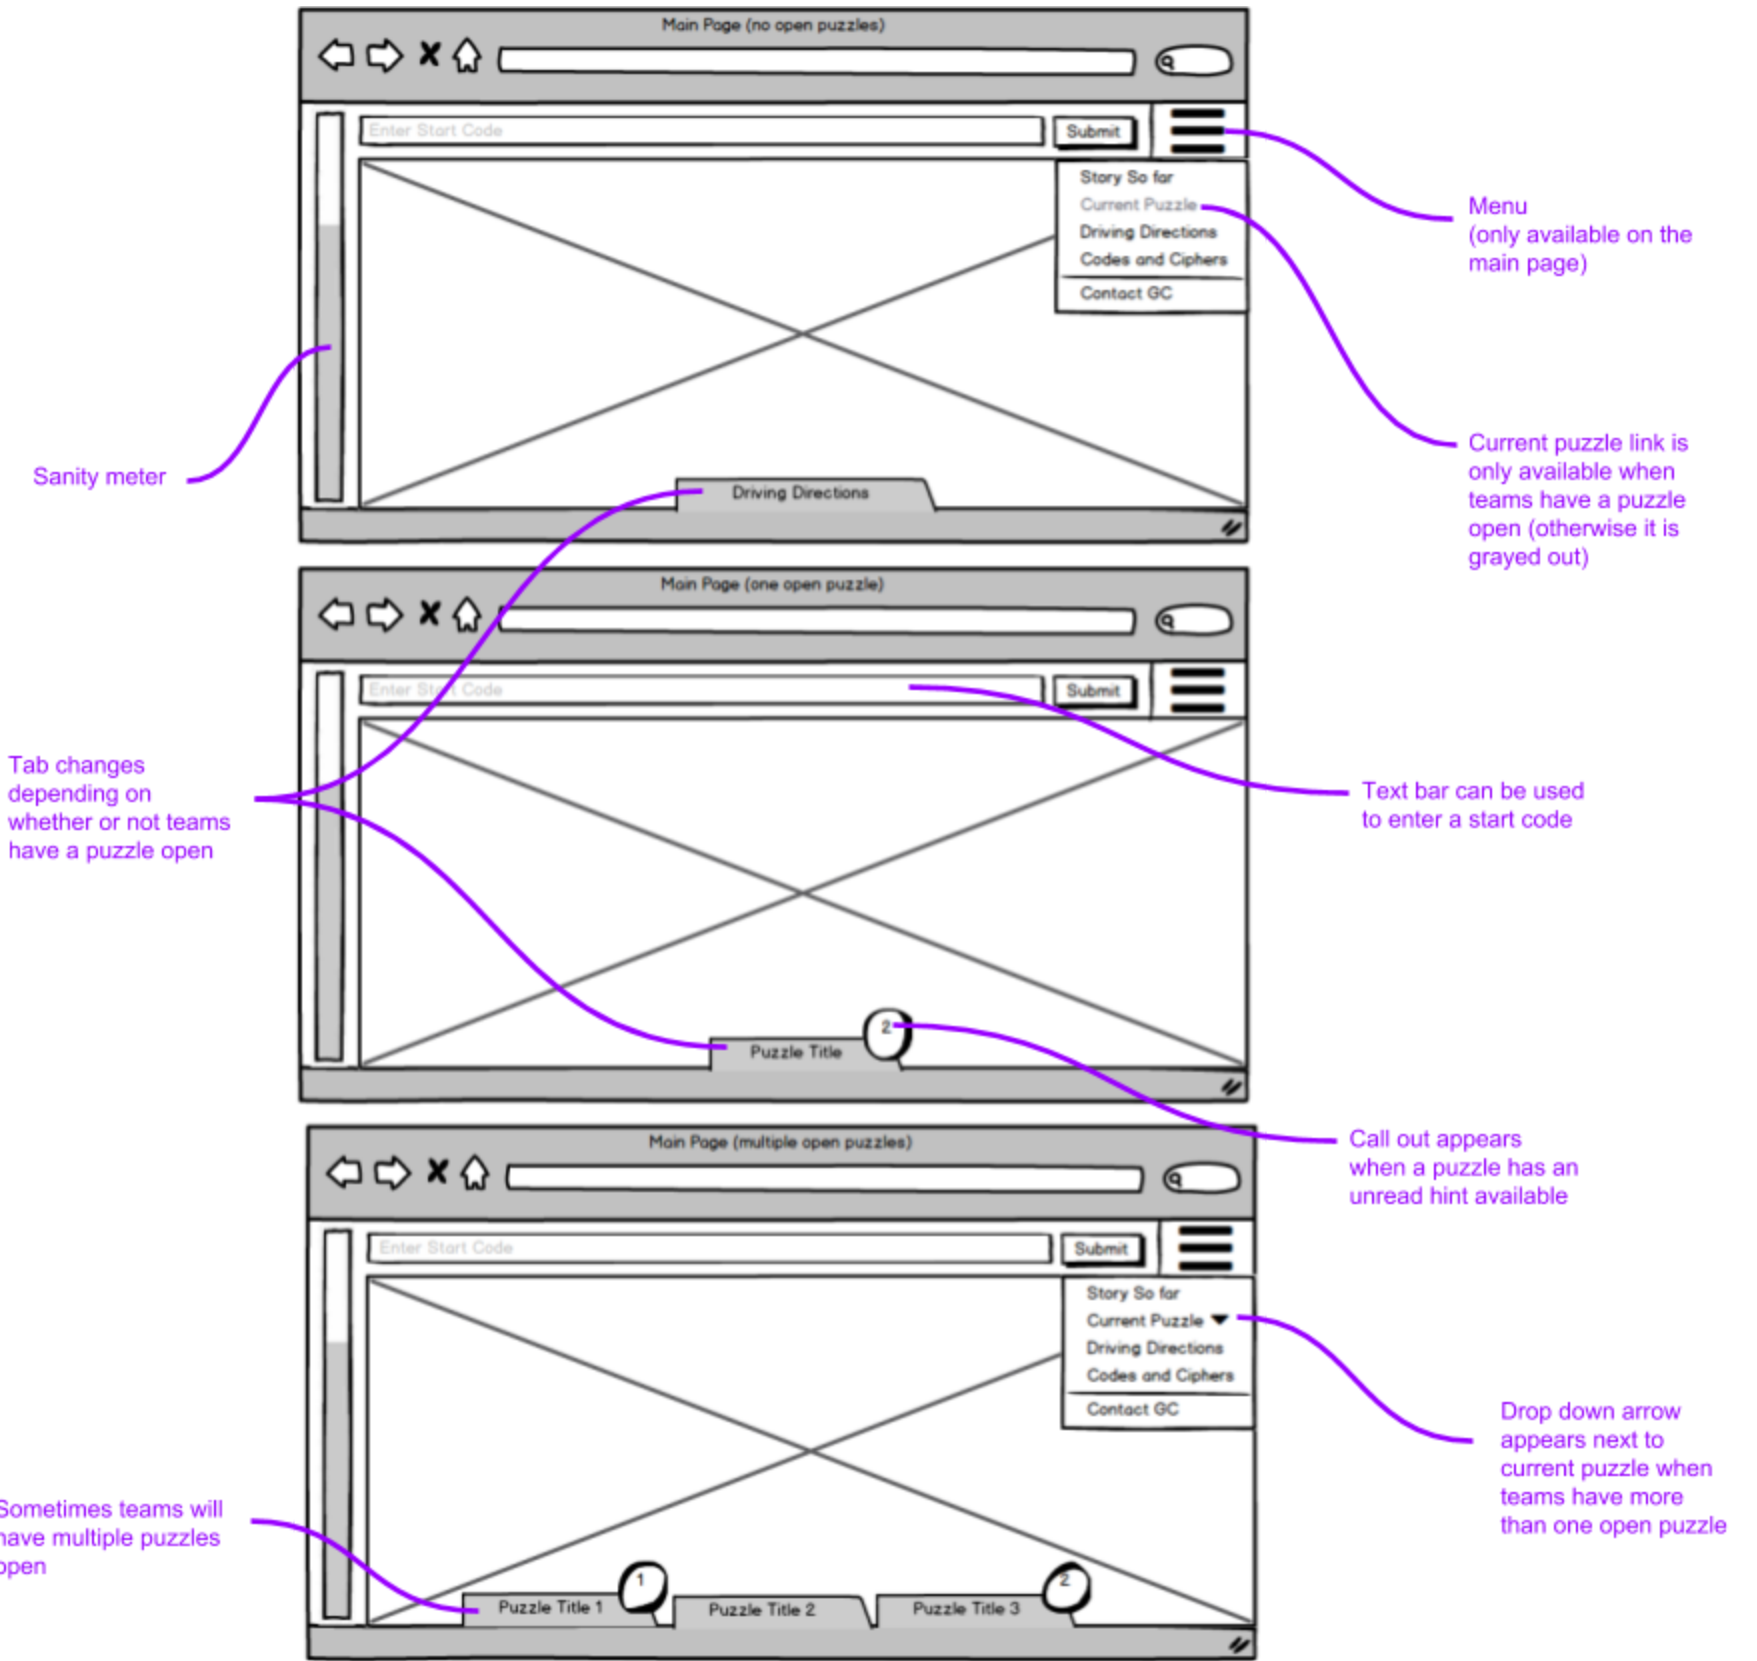 Main Page (no open puzzles)
Enter Start Code
Submit
Story So far
Current Puzzle
Driving Directions
Codes and Ciphers
Contact GC
Menu
(only available on the
main page)
Current puzzle link is
only available when
teams have a puzzle
open (otherwise it is
grayed out)
Sanity meter
Driving Directions
Main Page (one open puzzle)
Enter Start Code
Submit
Tab changes
depending on
whether or not teams
have a puzzle open
Text bar can be used
to enter a start code
2
Puzzle Title
Call out appears
when a puzzle has an
unread hint available
Main Page (multiple open puzzles)
Enter Start Code
Submit
Story So far
Current Puzzle
Driving Directions
Codes and Ciphers
Contact GC
Drop down arrow
appears next to
current puzzle when
teams have more
than one open puzzle
Sometimes teams will
have multiple puzzles
open
1
2
Puzzle Title 1
Puzzle Title 2
Puzzle Title 3